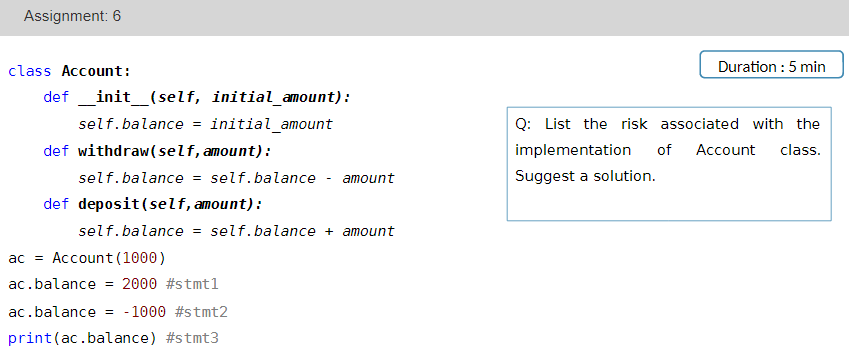 Assignment: 6
Duration : 5 min
class Account:
    def __init__(self, initial_amount):
        self.balance = initial_amount
    def withdraw(self,amount):
        self.balance = self.balance - amount
    def deposit(self,amount):
        self.balance = self.balance + amount
ac = Account(1000)
ac.balance = 2000 #stmt1
ac.balance = -1000 #stmt2
print(ac.balance) #stmt3
Q: List the risk associated with the
implementation of Account class.
Suggest a solution.